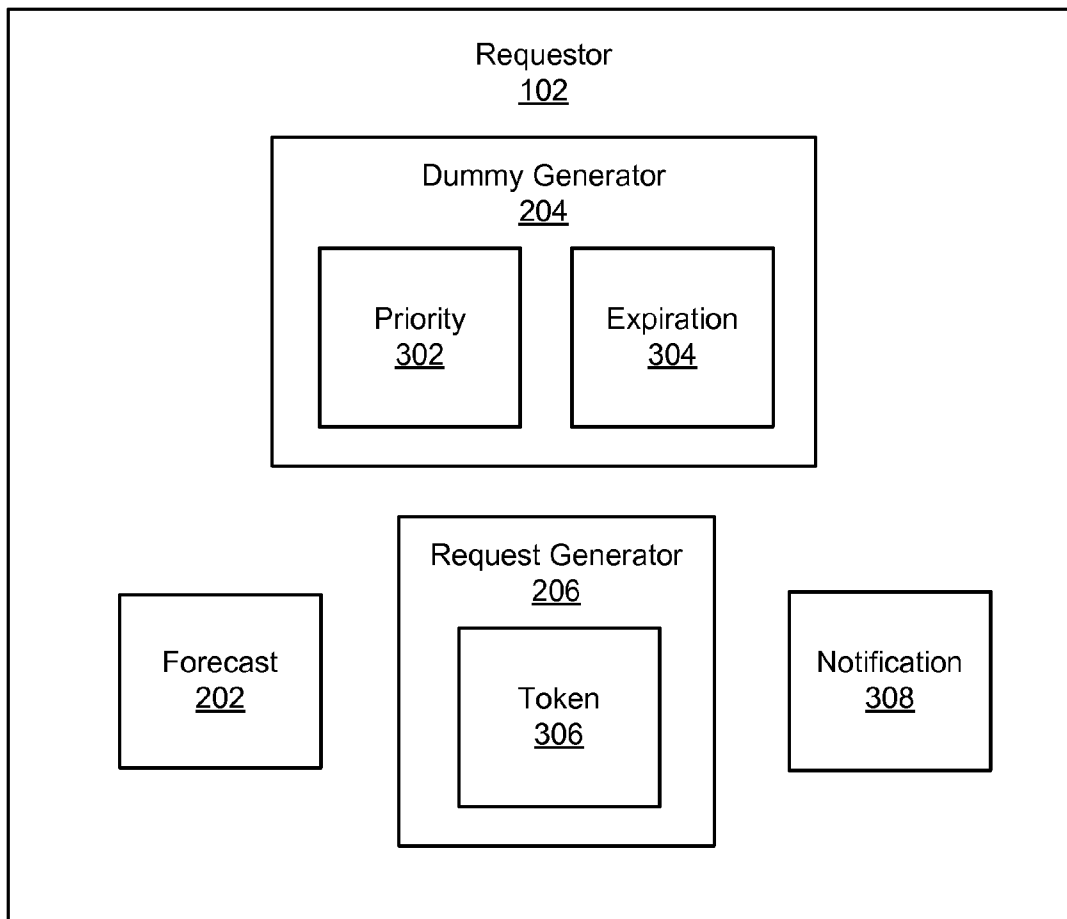 Requestor
102
Dummy Generator
204
Priority
302
Expiration
304
Request Generator
206
Forecast
202
Token
306
Notification
308